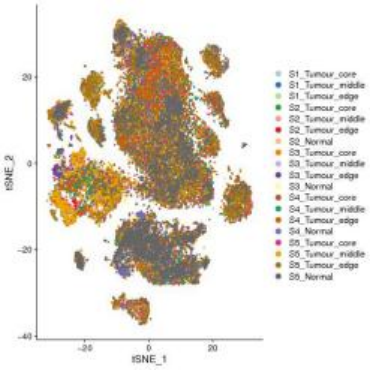 tSNE_2
20
0
−20
−40
−20
0
20
tSNE_1
S1_Tumour_core
S1_Tumour_middle
S1_Tumour_edge
S2_Tumour_core
S2_Tumour_middle
S2_Tumour_edge
S2_Normal
S3_Tumour_core
S3_Tumour_middle
S3_Tumour_edge
S3_Normal
S4_Tumour_core
S4_Tumour_middle
S4_Tumour_edge
S4_Normal
S5_Tumour_core
S5_Tumour_middle
S5_Tumour_edge
S5_Normal